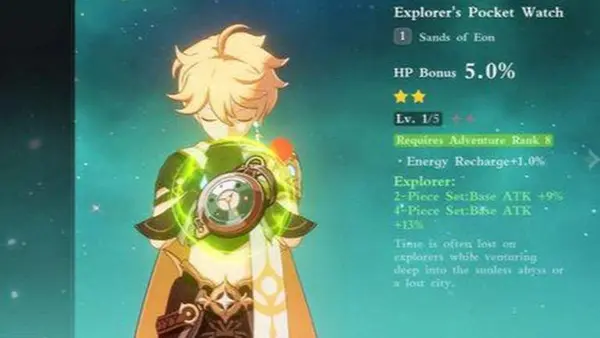 Explorer's Pocket Watch
1 Sands of Eon
HP Bonus 5.0%
Lv. 1/5
Requires Adventure Rank 8
· Energy Recharge+1.0%
Explorer:
2-Piece Set:Base ATK +9%
4-Piece Set:Base ATK
+13%
Time is often lost on
explorers while venturing
deep into the sunless abyss or
a lost city.